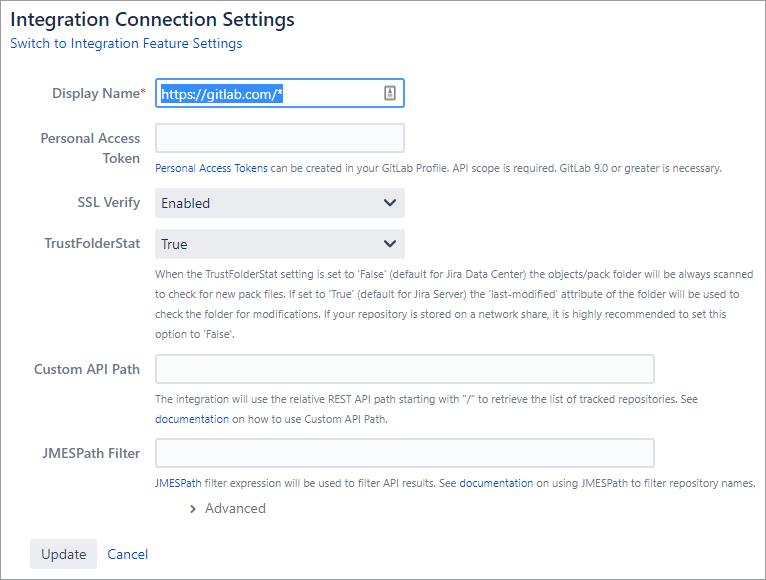 Integration Connection Settings
Switch to Integration Feature Settings
Display Name*
https://gitlab.com/*
Personal Access
Token
Personal Access Tokens can be created in your GitLab Profile. API scope is required. GitLab 9.0 or greater is necessary.
SSL Verify
Enabled
TrustFolderStat
True
When the TrustFolderStat setting is set to 'False' (default for Jira Data Center) the objects/pack folder will be always scanned
to check for new pack files. If set to 'True' (default for Jira Server) the 'last-modified' attribute of the folder will be used to
check the folder for modifications. If your repository is stored on a network share, it is highly recommended to set this
option to 'False'.
Custom API Path
The integration will use the relative REST API path starting with "/" to retrieve the list of tracked repositories. See
documentation on how to use Custom API Path.
JMESPath Filter
JMESPath filter expression will be used to filter API results. See documentation on using JMESPath to filter repository names.
Advanced
Update
Cancel